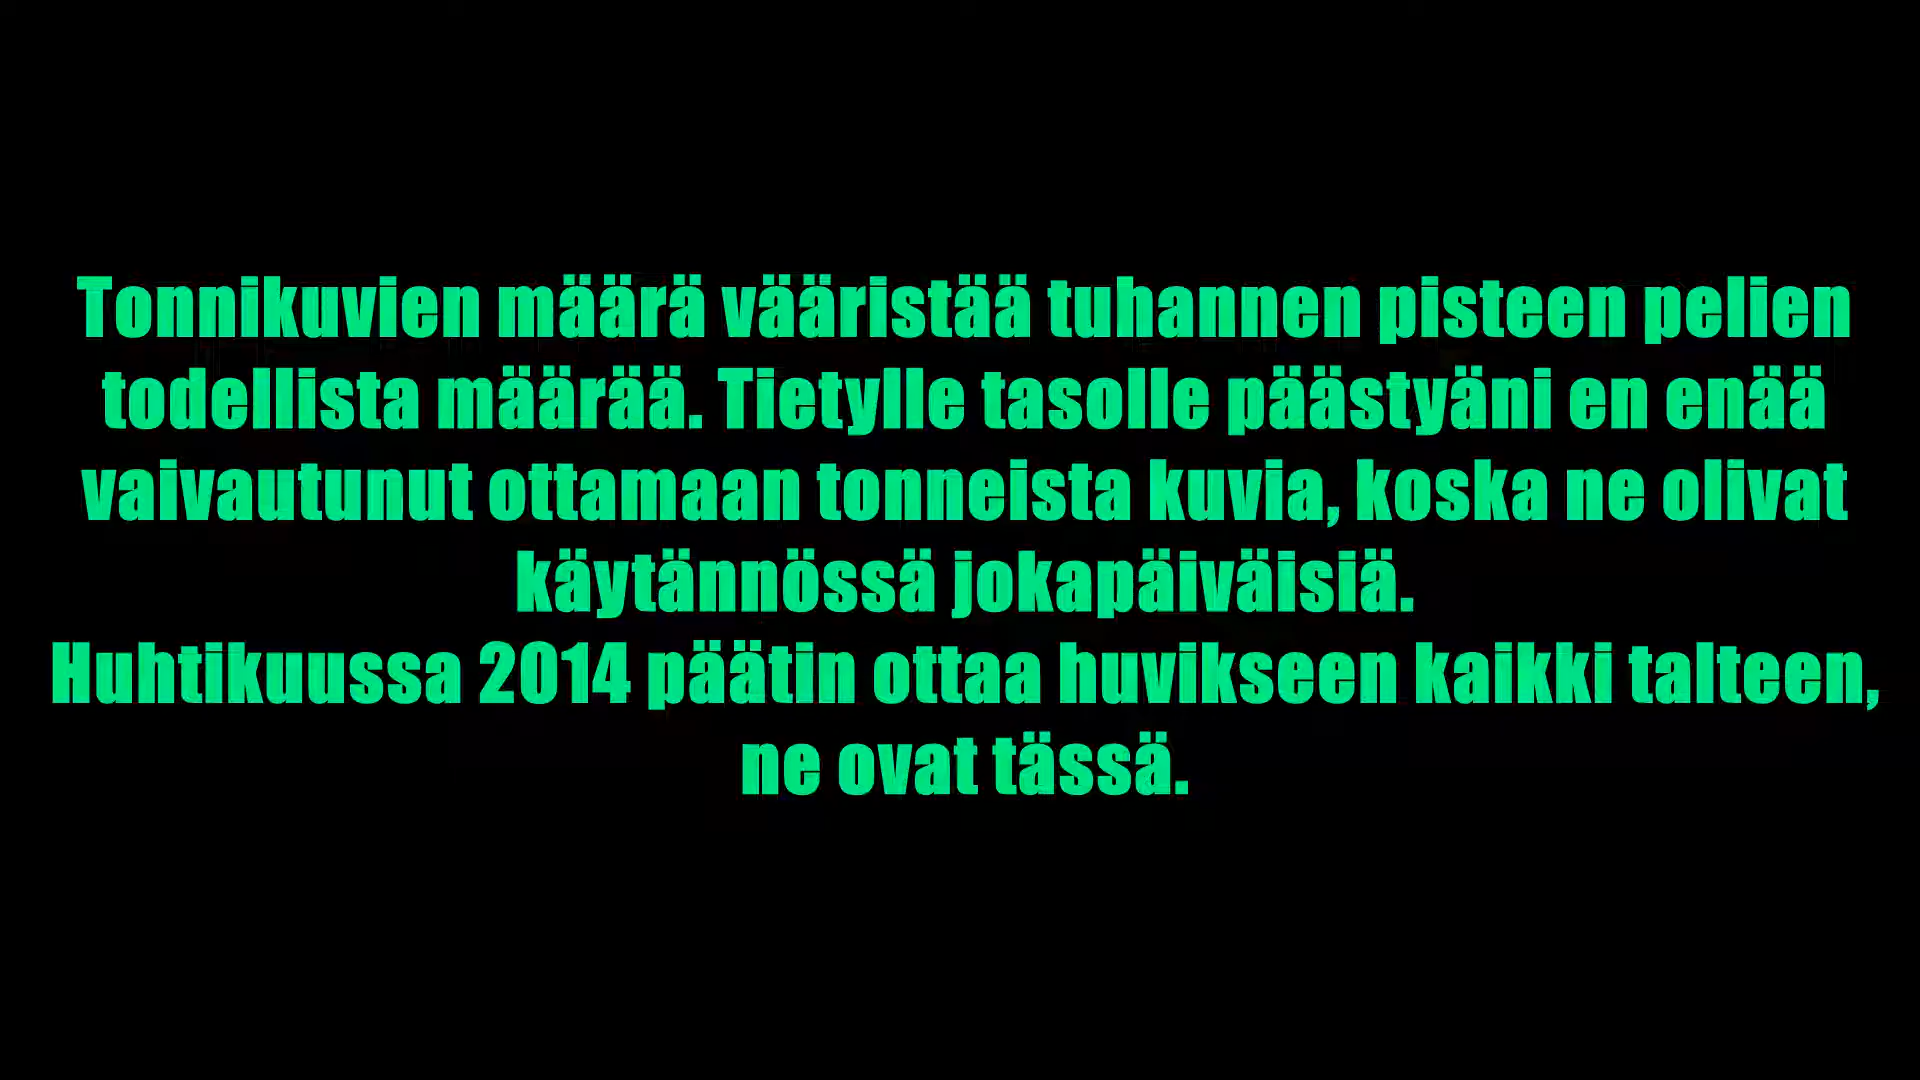 Tonnikuvien määrä vääristää tuhannen pisteen pelien
todellista määrää. Tietylle tasolle päästyäni en enää
vaivautunut ottamaan tonneista kuvia, koska ne olivat
käytännössä jokapäiväisiä.
Huhtikuussa 2014 päätin ottaa huvikseen kaikki talteen,
ne ovat tässä.